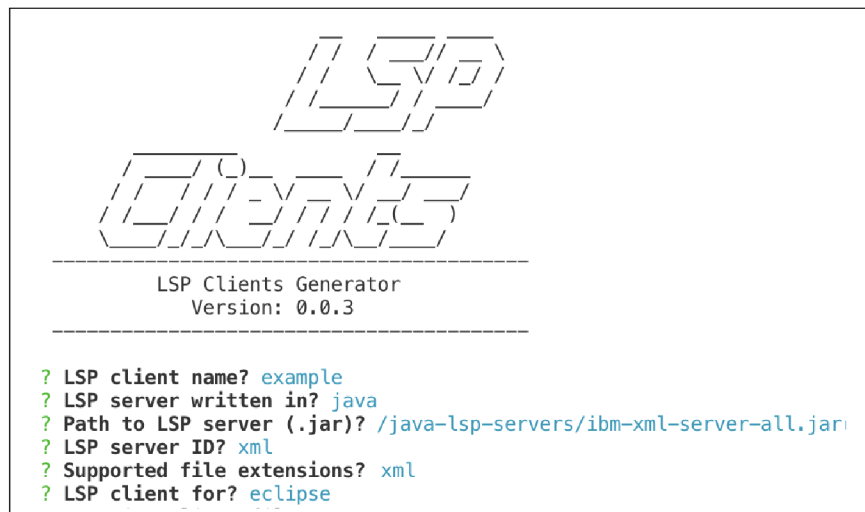 LSP
Clients
LSP Clients Generator
Version: 0.0.3
? LSP client name? example
? LSP server written in? java
? Path to LSP server (.jar)? /java-lsp-servers/ibm-xml-server-all.jar
? LSP server ID? xml
? Supported file extensions? xml
? LSP client for? eclipse